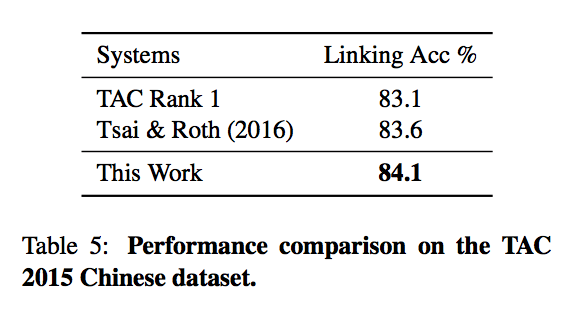 Systems Linking Acc %
TAC Rank 1 83.1
Tsai & Roth (2016) 83.6
This Work 84.1
Table 5: Performance comparison on the TAC
2015 Chinese dataset.